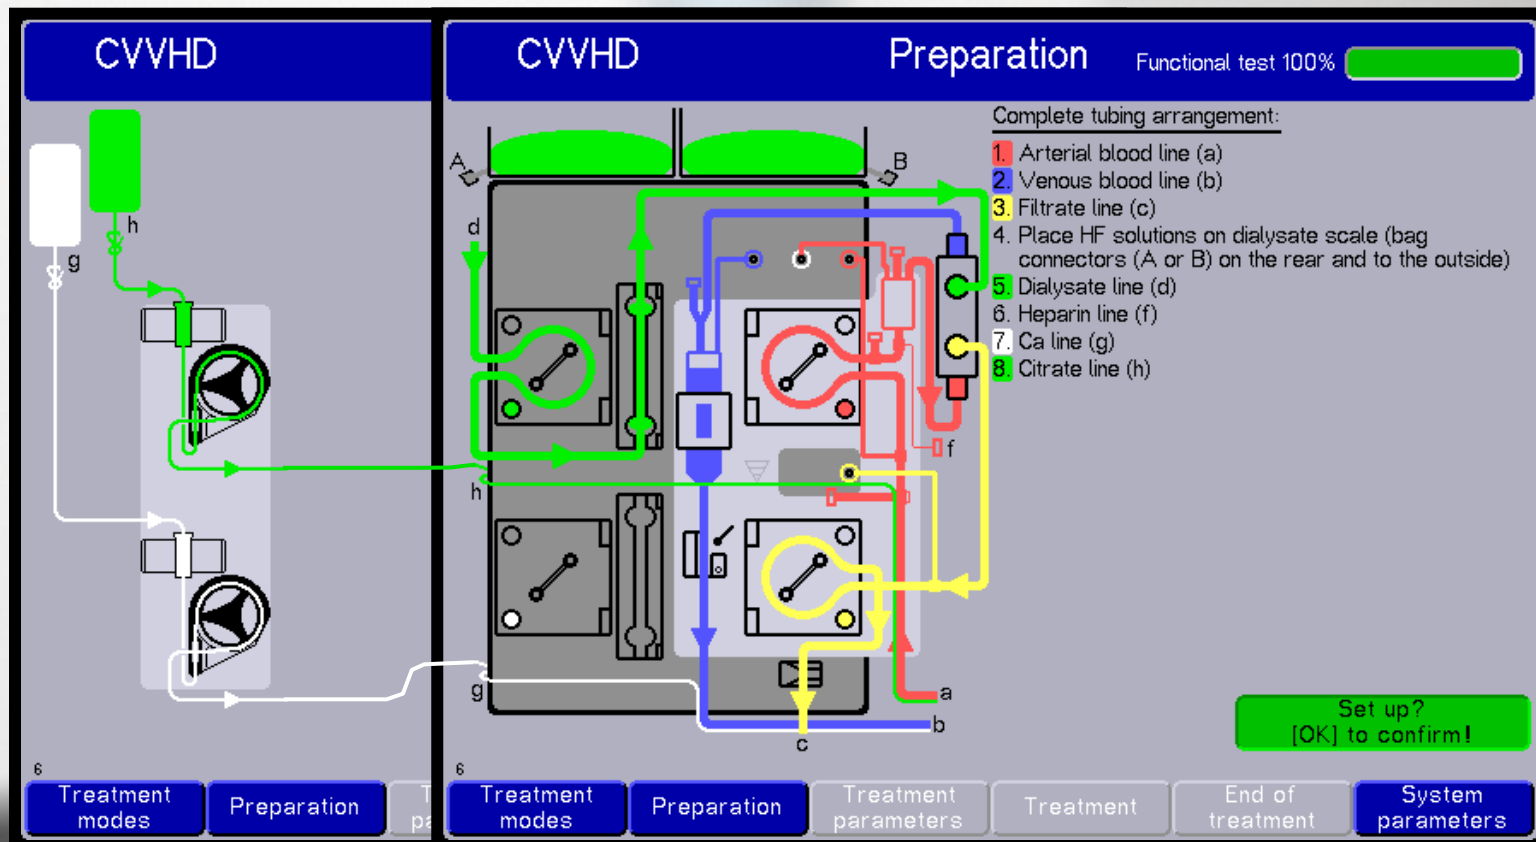 CVVHD
h
g
6
Treatment
modes
Preparation
CVVHD
Preparation
Functional test 100%
A
B
d
h
g
f
a
b
c
Complete tubing arrangement:
1. Arterial blood line (a)
2. Venous blood line (b)
3. Filtrate line (c)
4. Place HF solutions on dialysate scale (bag
connectors (A or B) on the rear and to the outside)
5. Dialysate line (d)
6. Heparin line (f)
7. Ca line (g)
8. Citrate line (h)
Set up?
[OK] to confirm!
6
Treatment
modes
Preparation
Treatment
parameters
Treatment
End of
treatment
System
parameters